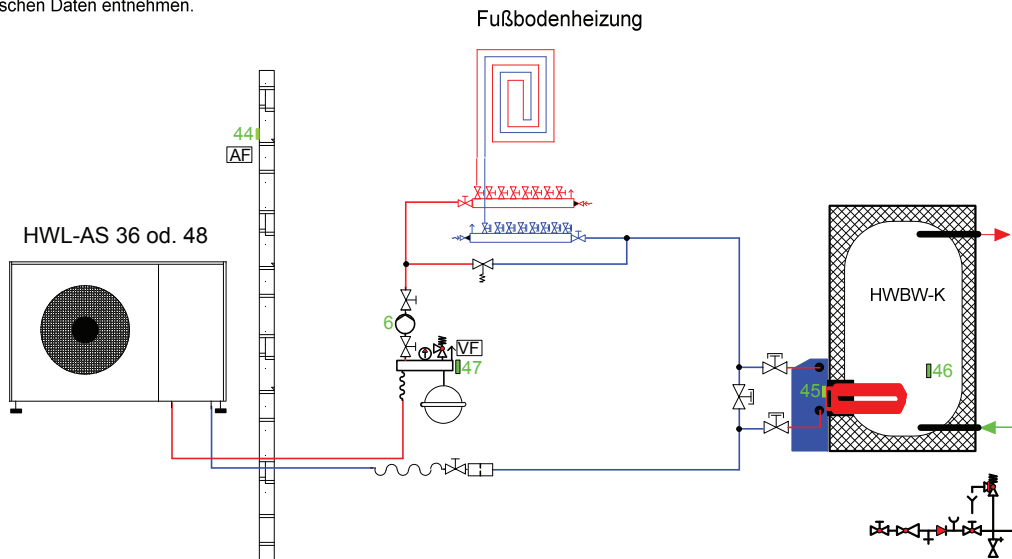 schen Daten entnehmen.
Fußbodenheizung
44
AF
HWL-AS 36 od. 48
HWBW-K
6
VF
47
46
45